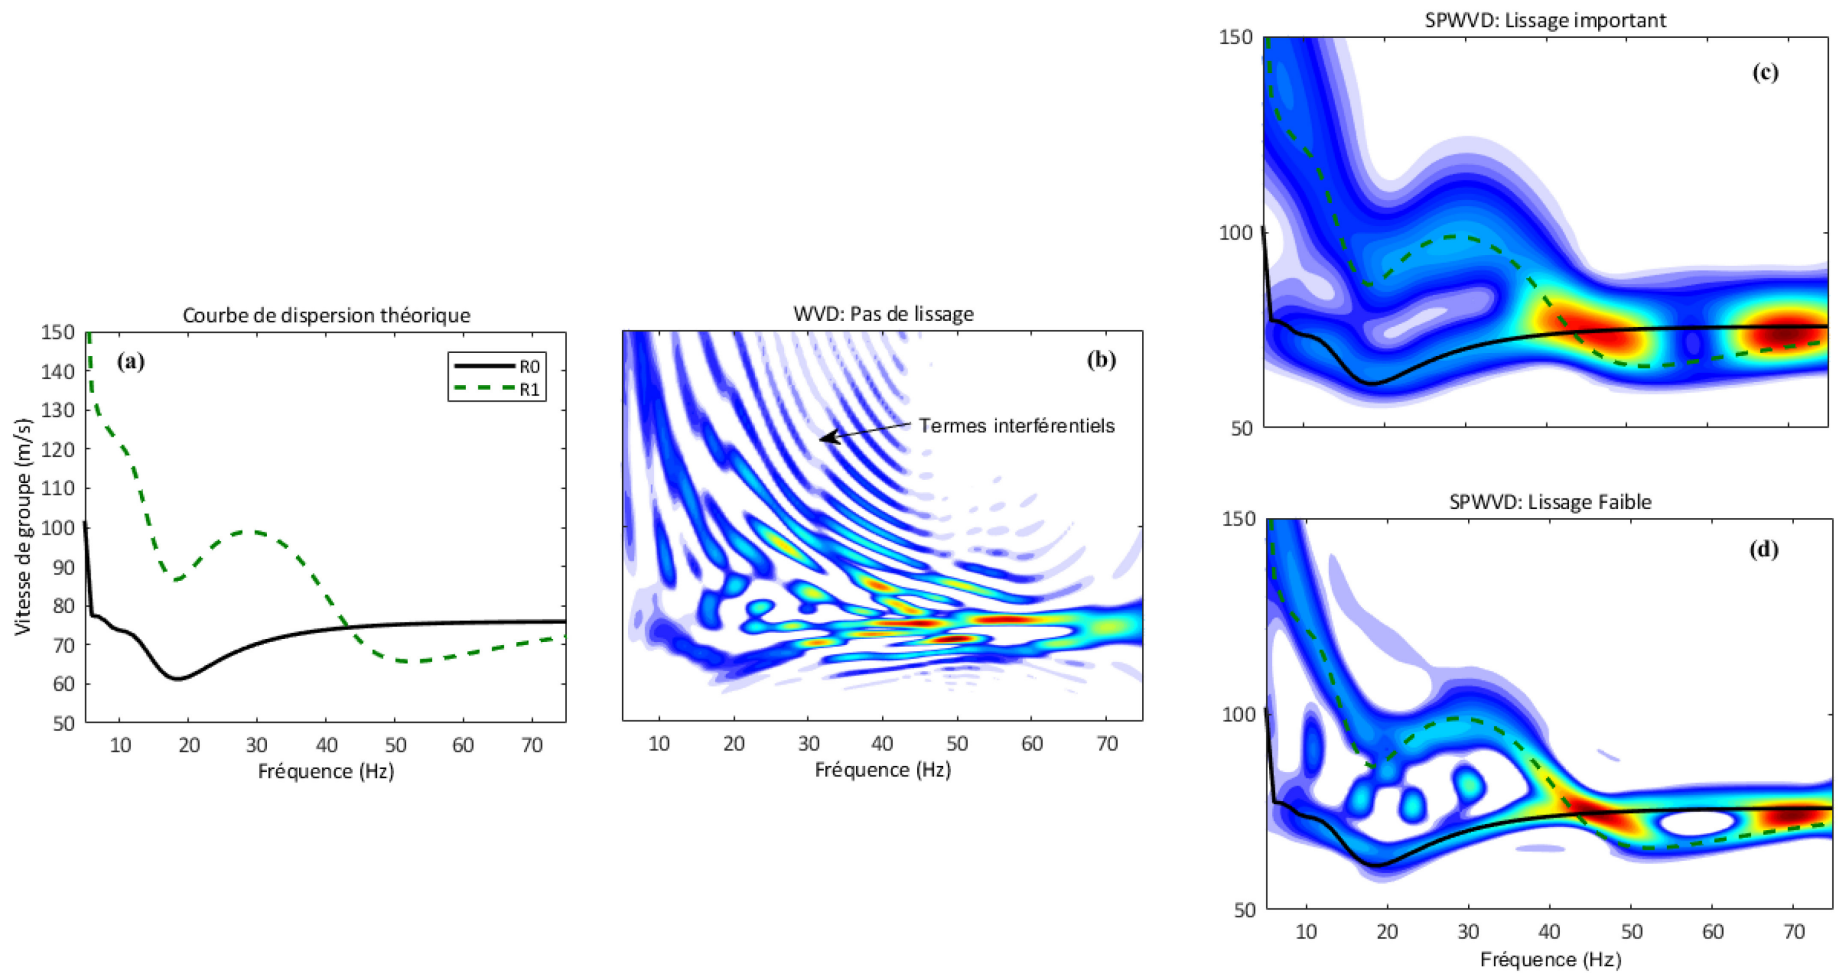 Courbe de dispersion théorique
(a)
R0
R1
150
140
130
120
110
100
90
80
70
60
50
Vitesse de groupe (m/s)
10 20 30 40 50 60 70
Fréquence (Hz)
WVD: Pas de lissage
(b)
Termes interférentiels
10 20 30 40 50 60 70
Fréquence (Hz)
SPWVD: Lissage important
(c)
150
100
50
SPWVD: Lissage Faible
(d)
150
100
50
10 20 30 40 50 60 70
Fréquence (Hz)